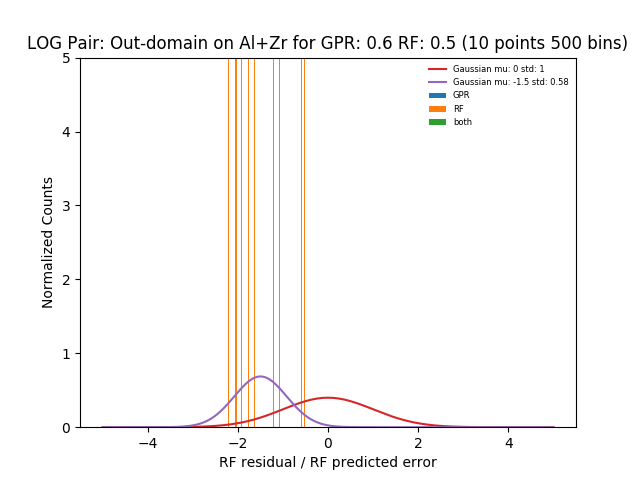 LOG Pair: Out-domain on Al+Zr for GPR: 0.6 RF: 0.5 (10 points 500 bins)
5
Gaussian mu: 0 std: 1
Gaussian mu: -1.5 std: 0.58
GPR
RF
both
4
3
2
1
0
Normalized Counts
−4 −2 0 2 4
RF residual / RF predicted error